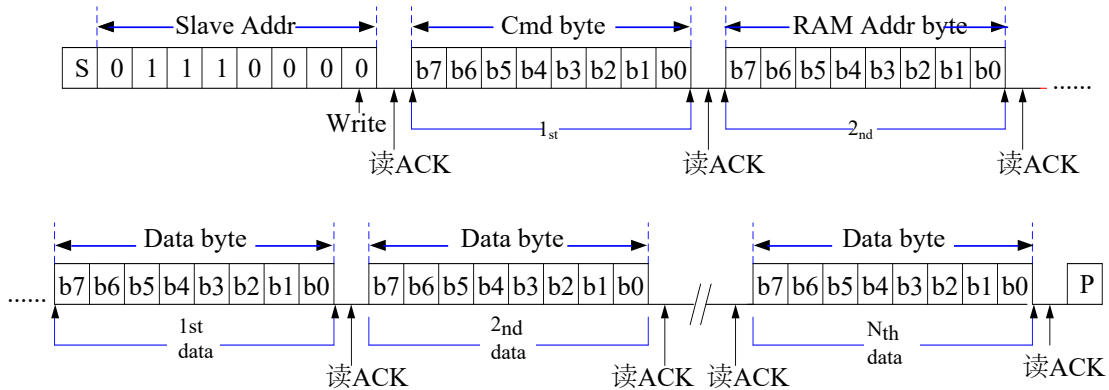 Slave Addr Cmd byte RAM Addr byte
S 0 1 1 1 0 0 0 0 b7 b6 b5 b4 b3 b2 b1 b0 b7 b6 b5 b4 b3 b2 b1 b0 ......
Write 1st 2nd
读ACK 读ACK 读ACK
Data byte Data byte Data byte
...... b7 b6 b5 b4 b3 b2 b1 b0 b7 b6 b5 b4 b3 b2 b1 b0 // b7 b6 b5 b4 b3 b2 b1 b0 P
1st 2nd Nth
data data data
读ACK 读ACK 读ACK 读ACK